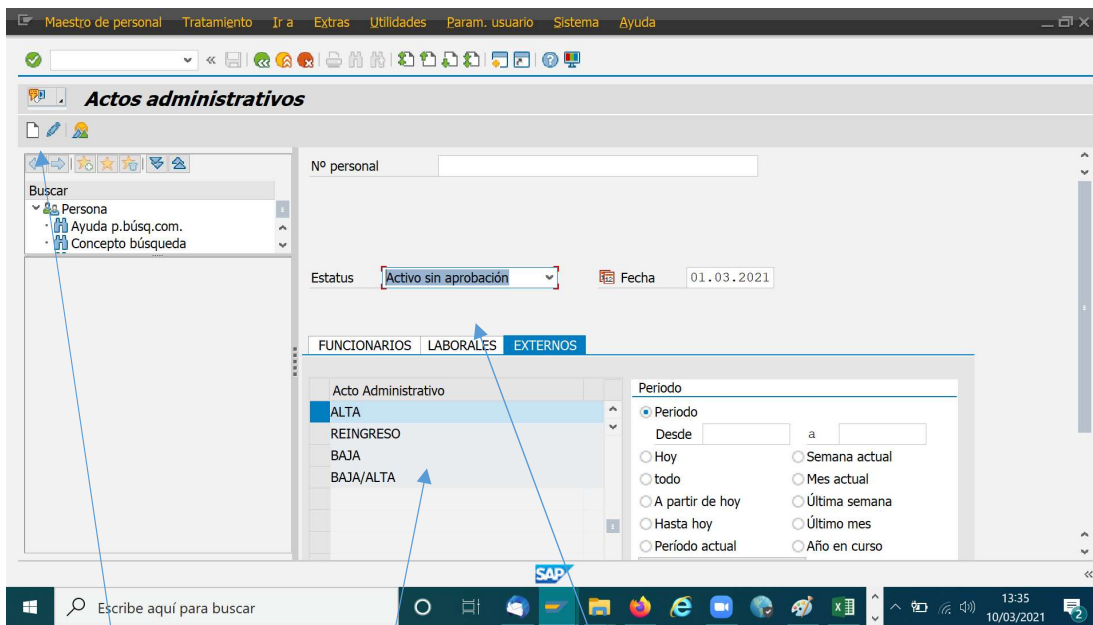 Maestro de personal Tratamiento Ir a Extras Utilidades Param. usuario Sistema Ayuda
Actos administrativos
Buscar
Persona
Ayuda p.búsq.com.
Concepto búsqueda
Nº personal
Estatus Activo sin aprobación Fecha 01.03.2021
FUNCIONARIOS LABORALES EXTERNOS
Acto Administrativo
ALTA
REINGRESO
BAJA
BAJA/ALTA
Periodo
Periodo
Desde a
Hoy Semana actual
todo Mes actual
A partir de hoy Última semana
Hasta hoy Último mes
Período actual Año en curso
SAP
Escribe aquí para buscar
13:35
10/03/2021
2